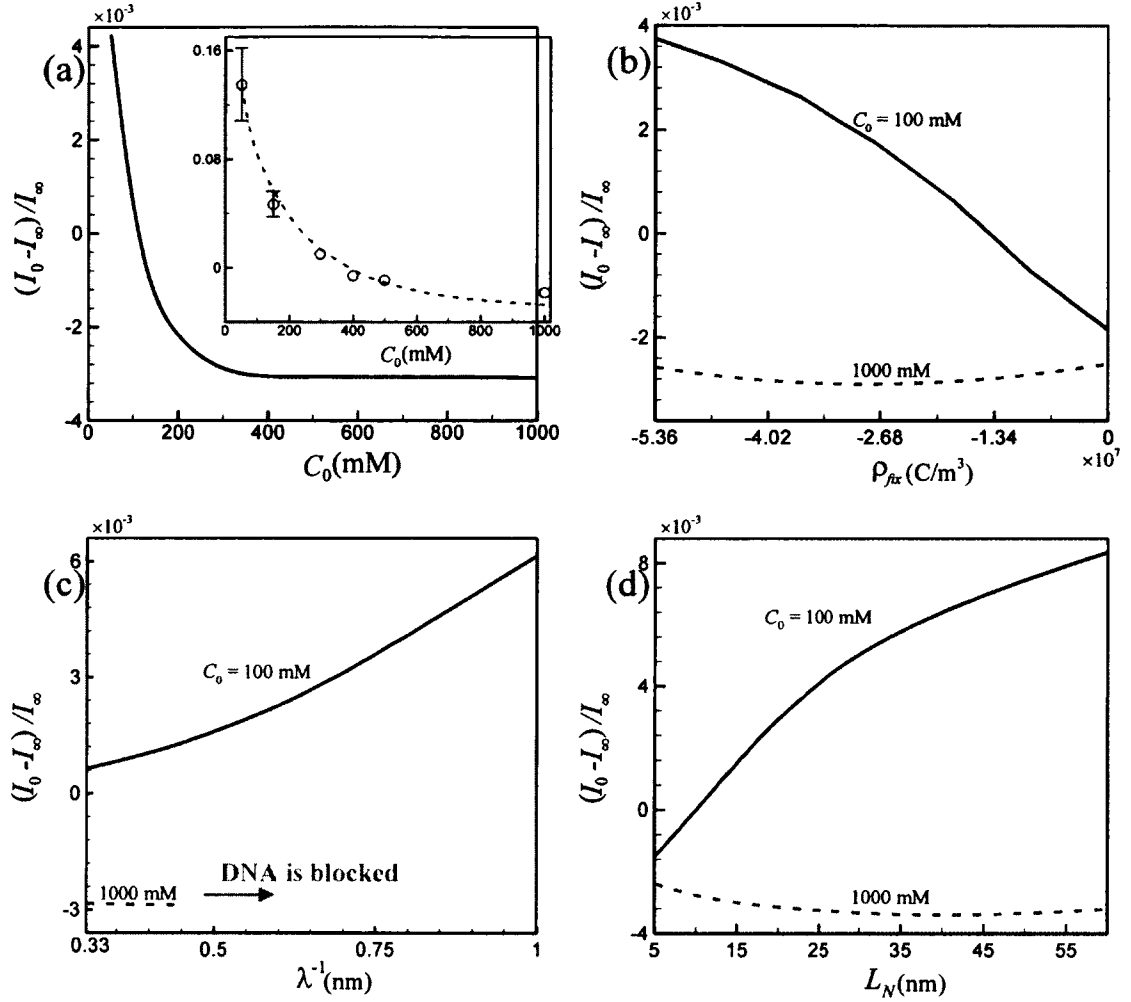 ×10⁻³
(a)
4
2
0
-2
-4
(I₀-I∞)/I∞
0 200 400 600 800 1000
C₀(mM)
0.16
0.08
0
0 200 400 600 800 1000
C₀(mM)
×10⁻³
(b)
4
2
0
-2
(I₀-I∞)/I∞
C₀ = 100 mM
1000 mM
-5.36 -4.02 -2.68 -1.34 0
×10⁷
ρfix(C/m³)
×10⁻³
(c)
6
3
0
-3
(I₀-I∞)/I∞
C₀ = 100 mM
DNA is blocked
1000 mM
0.33 0.5 0.75 1
λ⁻¹(nm)
×10⁻³
(d)
8
4
0
-4
(I₀-I∞)/I∞
C₀ = 100 mM
1000 mM
5 15 25 35 45 55
L_N(nm)